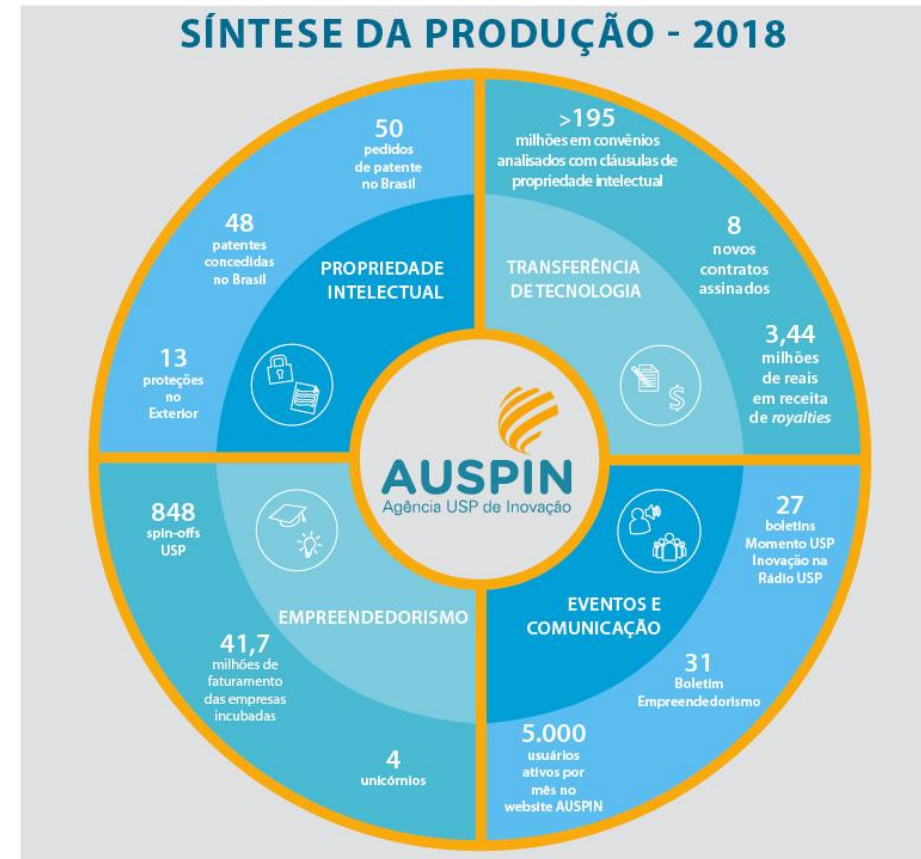 SÍNTESE DA PRODUÇÃO - 2018
50
pedidos
de patente
no Brasil
48
patentes
concedidas
no Brasil
13
proteções
no
Exterior
PROPRIEDADE
INTELECTUAL
>195
milhões em convênios
analisados com cláusulas de
propriedade intelectual
8
novos
contratos
assinados
3,44
milhões
de reais
em receita
de royalties
TRANSFERÊNCIA
DE TECNOLOGIA
AUSPIN
Agência USP de Inovação
848
spin-offs
USP
41,7
milhões de
faturamento
das empresas
incubadas
4
unicórnios
EMPREENDEDORISMO
EVENTOS E
COMUNICAÇÃO
27
boletins
Momento USP
Inovação na
Rádio USP
31
Boletim
Empreendedorismo
5.000
usuários
ativos por
mês no
website AUSPIN